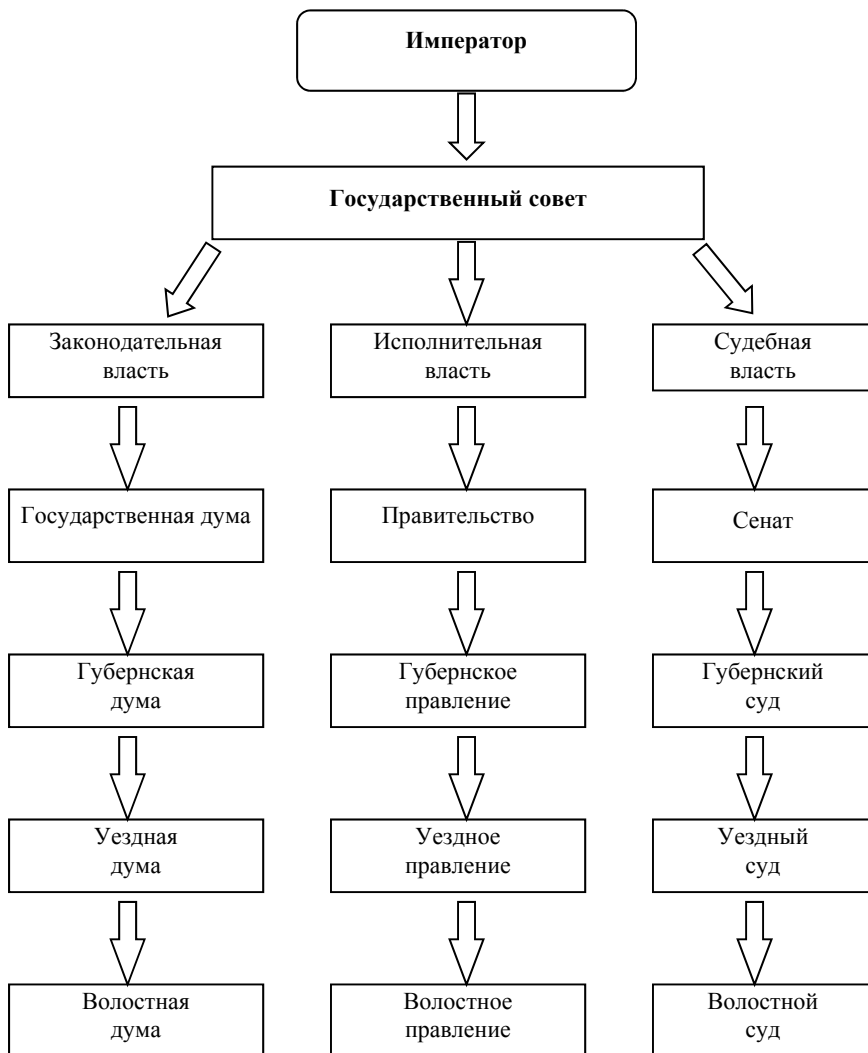 Император
Государственный совет
Законодательная
власть
Исполнительная
власть
Судебная
власть
Государственная дума
Правительство
Сенат
Губернская
дума
Губернское
правление
Губернский
суд
Уездная
дума
Уездное
правление
Уездный
суд
Волостная
дума
Волостное
правление
Волостной
суд